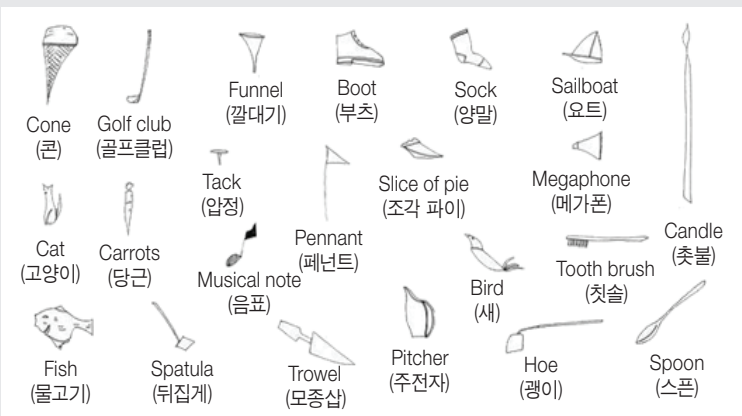 Cone
(콘)
Golf club
(골프클럽)
Funnel
(깔대기)
Boot
(부츠)
Sock
(양말)
Sailboat
(요트)
Tack
(압정)
Pennant
(페넌트)
Slice of pie
(조각 파이)
Megaphone
(메가폰)
Candle
(촛불)
Cat
(고양이)
Carrots
(당근)
Musical note
(음표)
Bird
(새)
Tooth brush
(칫솔)
Fish
(물고기)
Spatula
(뒤집게)
Trowel
(모종삽)
Pitcher
(주전자)
Hoe
(괭이)
Spoon
(스픈)